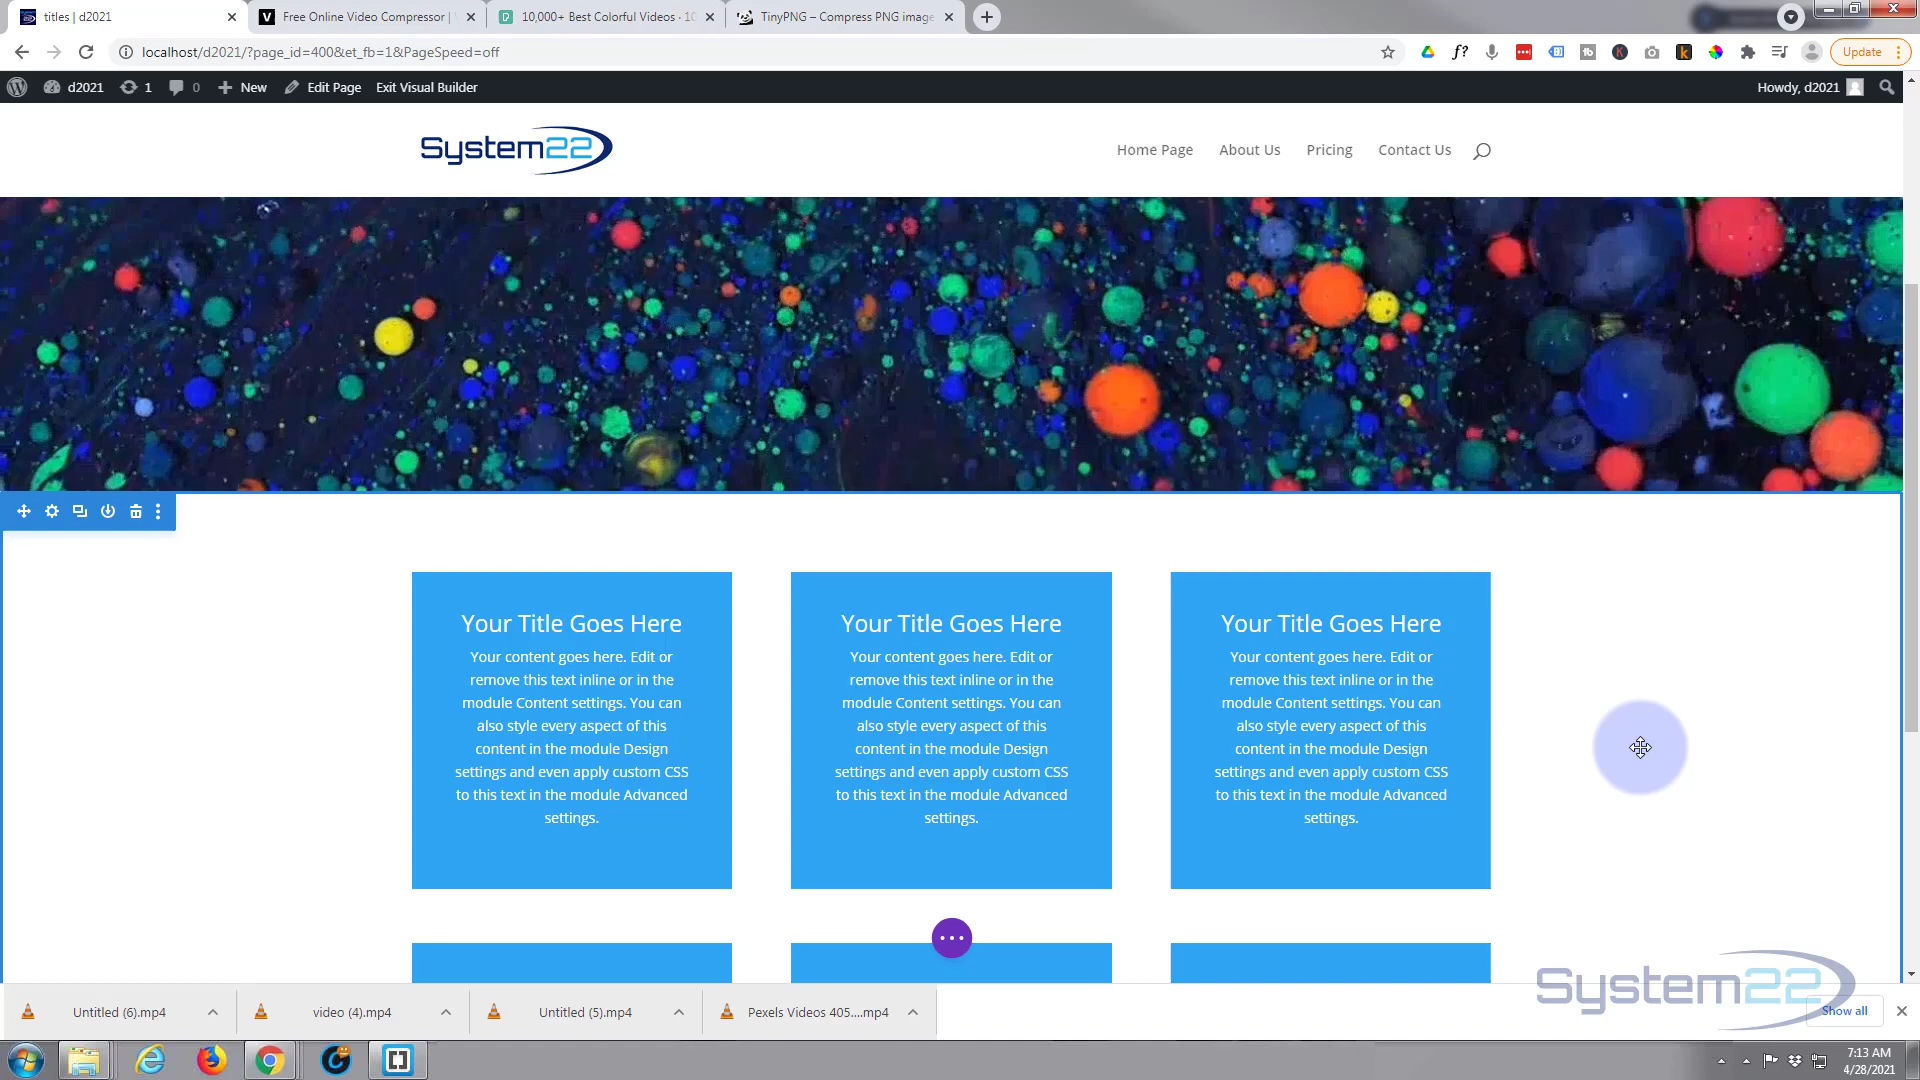 titles | d2021
Free Online Video Compressor |
10,000+ Best Colorful Videos · 10
TinyPNG – Compress PNG image
localhost/d2021/?page_id=400&et_fb=1&PageSpeed=off
Update
d2021
1
0
New
Edit Page
Exit Visual Builder
Howdy, d2021
System22
Home Page
About Us
Pricing
Contact Us
Your Title Goes Here
Your content goes here. Edit or
remove this text inline or in the
module Content settings. You can
also style every aspect of this
content in the module Design
settings and even apply custom CSS
to this text in the module Advanced
settings.
Your Title Goes Here
Your content goes here. Edit or
remove this text inline or in the
module Content settings. You can
also style every aspect of this
content in the module Design
settings and even apply custom CSS
to this text in the module Advanced
settings.
Your Title Goes Here
Your content goes here. Edit or
remove this text inline or in the
module Content settings. You can
also style every aspect of this
content in the module Design
settings and even apply custom CSS
to this text in the module Advanced
settings.
System22
Untitled (6).mp4
video (4).mp4
Untitled (5).mp4
Pexels Videos 405....mp4
Show all
7:13 AM
4/28/2021